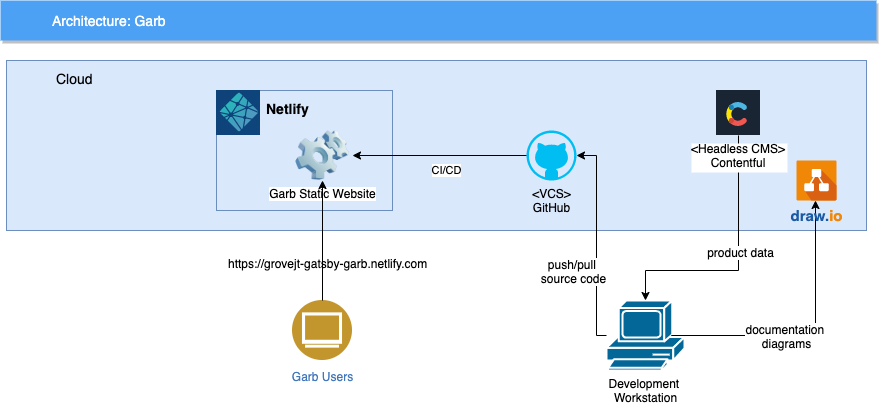 Architecture: Garb
Cloud
Netlify
Garb Static Website
CI/CD
<VCS>
GitHub
<Headless CMS>
Contentful
draw.io
https://grovejt-gatsby-garb.netlify.com
push/pull
source code
product data
documentation
diagrams
Garb Users
Development
Workstation